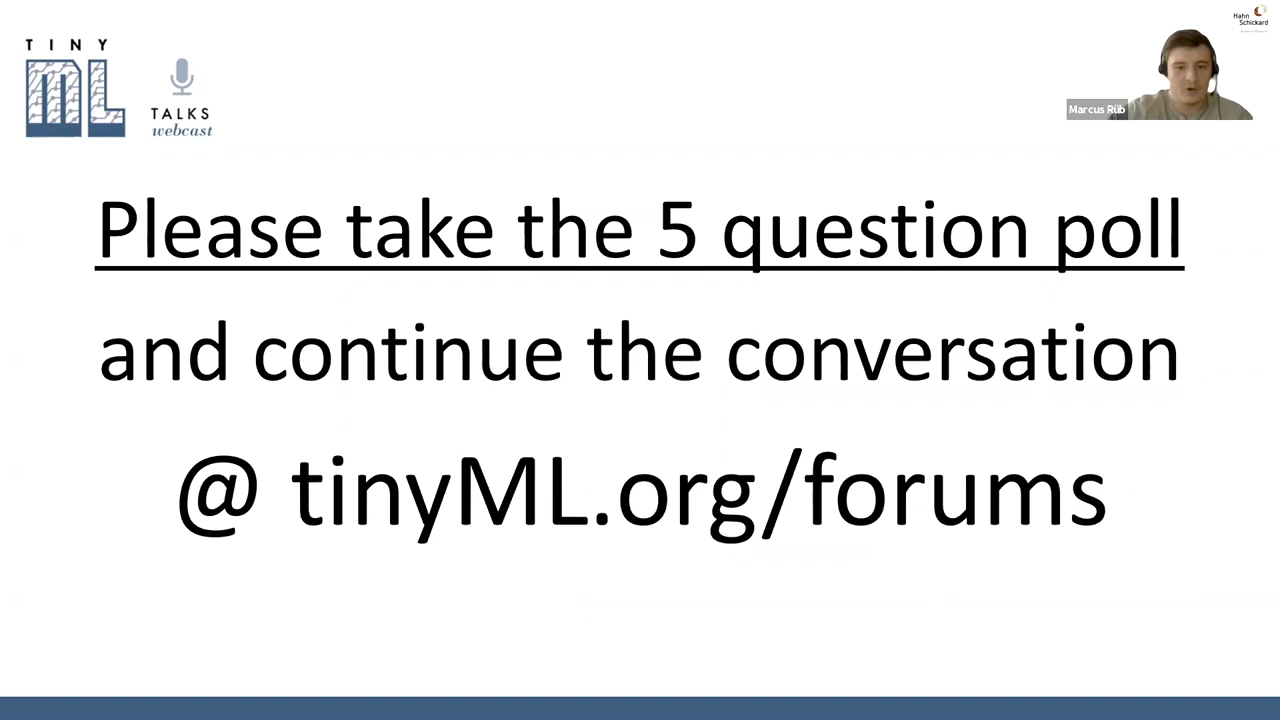 TINY
ML
TALKS
webcast
Hahn
Schickard
Marcus Rüb
Please take the 5 question poll
and continue the conversation
@ tinyML.org/forums